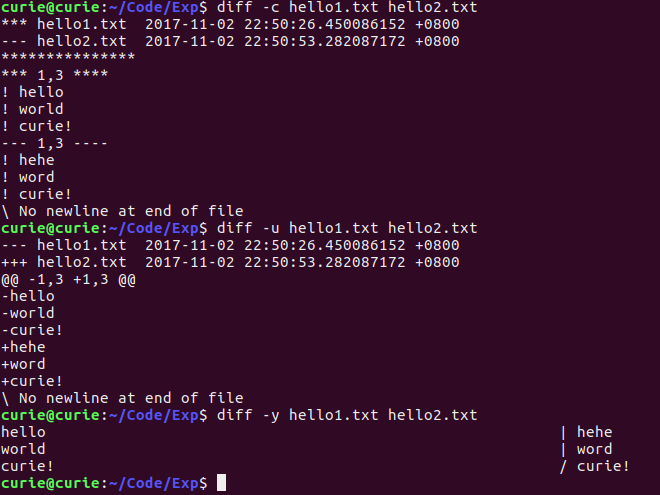 curie@curie:~/Code/Exp$ diff -c hello1.txt hello2.txt
*** hello1.txt  2017-11-02 22:50:26.450086152 +0800
--- hello2.txt  2017-11-02 22:50:53.282087172 +0800
***************
*** 1,3 ****
! hello
! world
! curie!
--- 1,3 ----
! hehe
! word
! curie!
\ No newline at end of file
curie@curie:~/Code/Exp$ diff -u hello1.txt hello2.txt
--- hello1.txt  2017-11-02 22:50:26.450086152 +0800
+++ hello2.txt  2017-11-02 22:50:53.282087172 +0800
@@ -1,3 +1,3 @@
-hello
-world
-curie!
+hehe
+word
+curie!
\ No newline at end of file
curie@curie:~/Code/Exp$ diff -y hello1.txt hello2.txt
hello                                                         | hehe
world                                                         | word
curie!                                                        / curie!
curie@curie:~/Code/Exp$